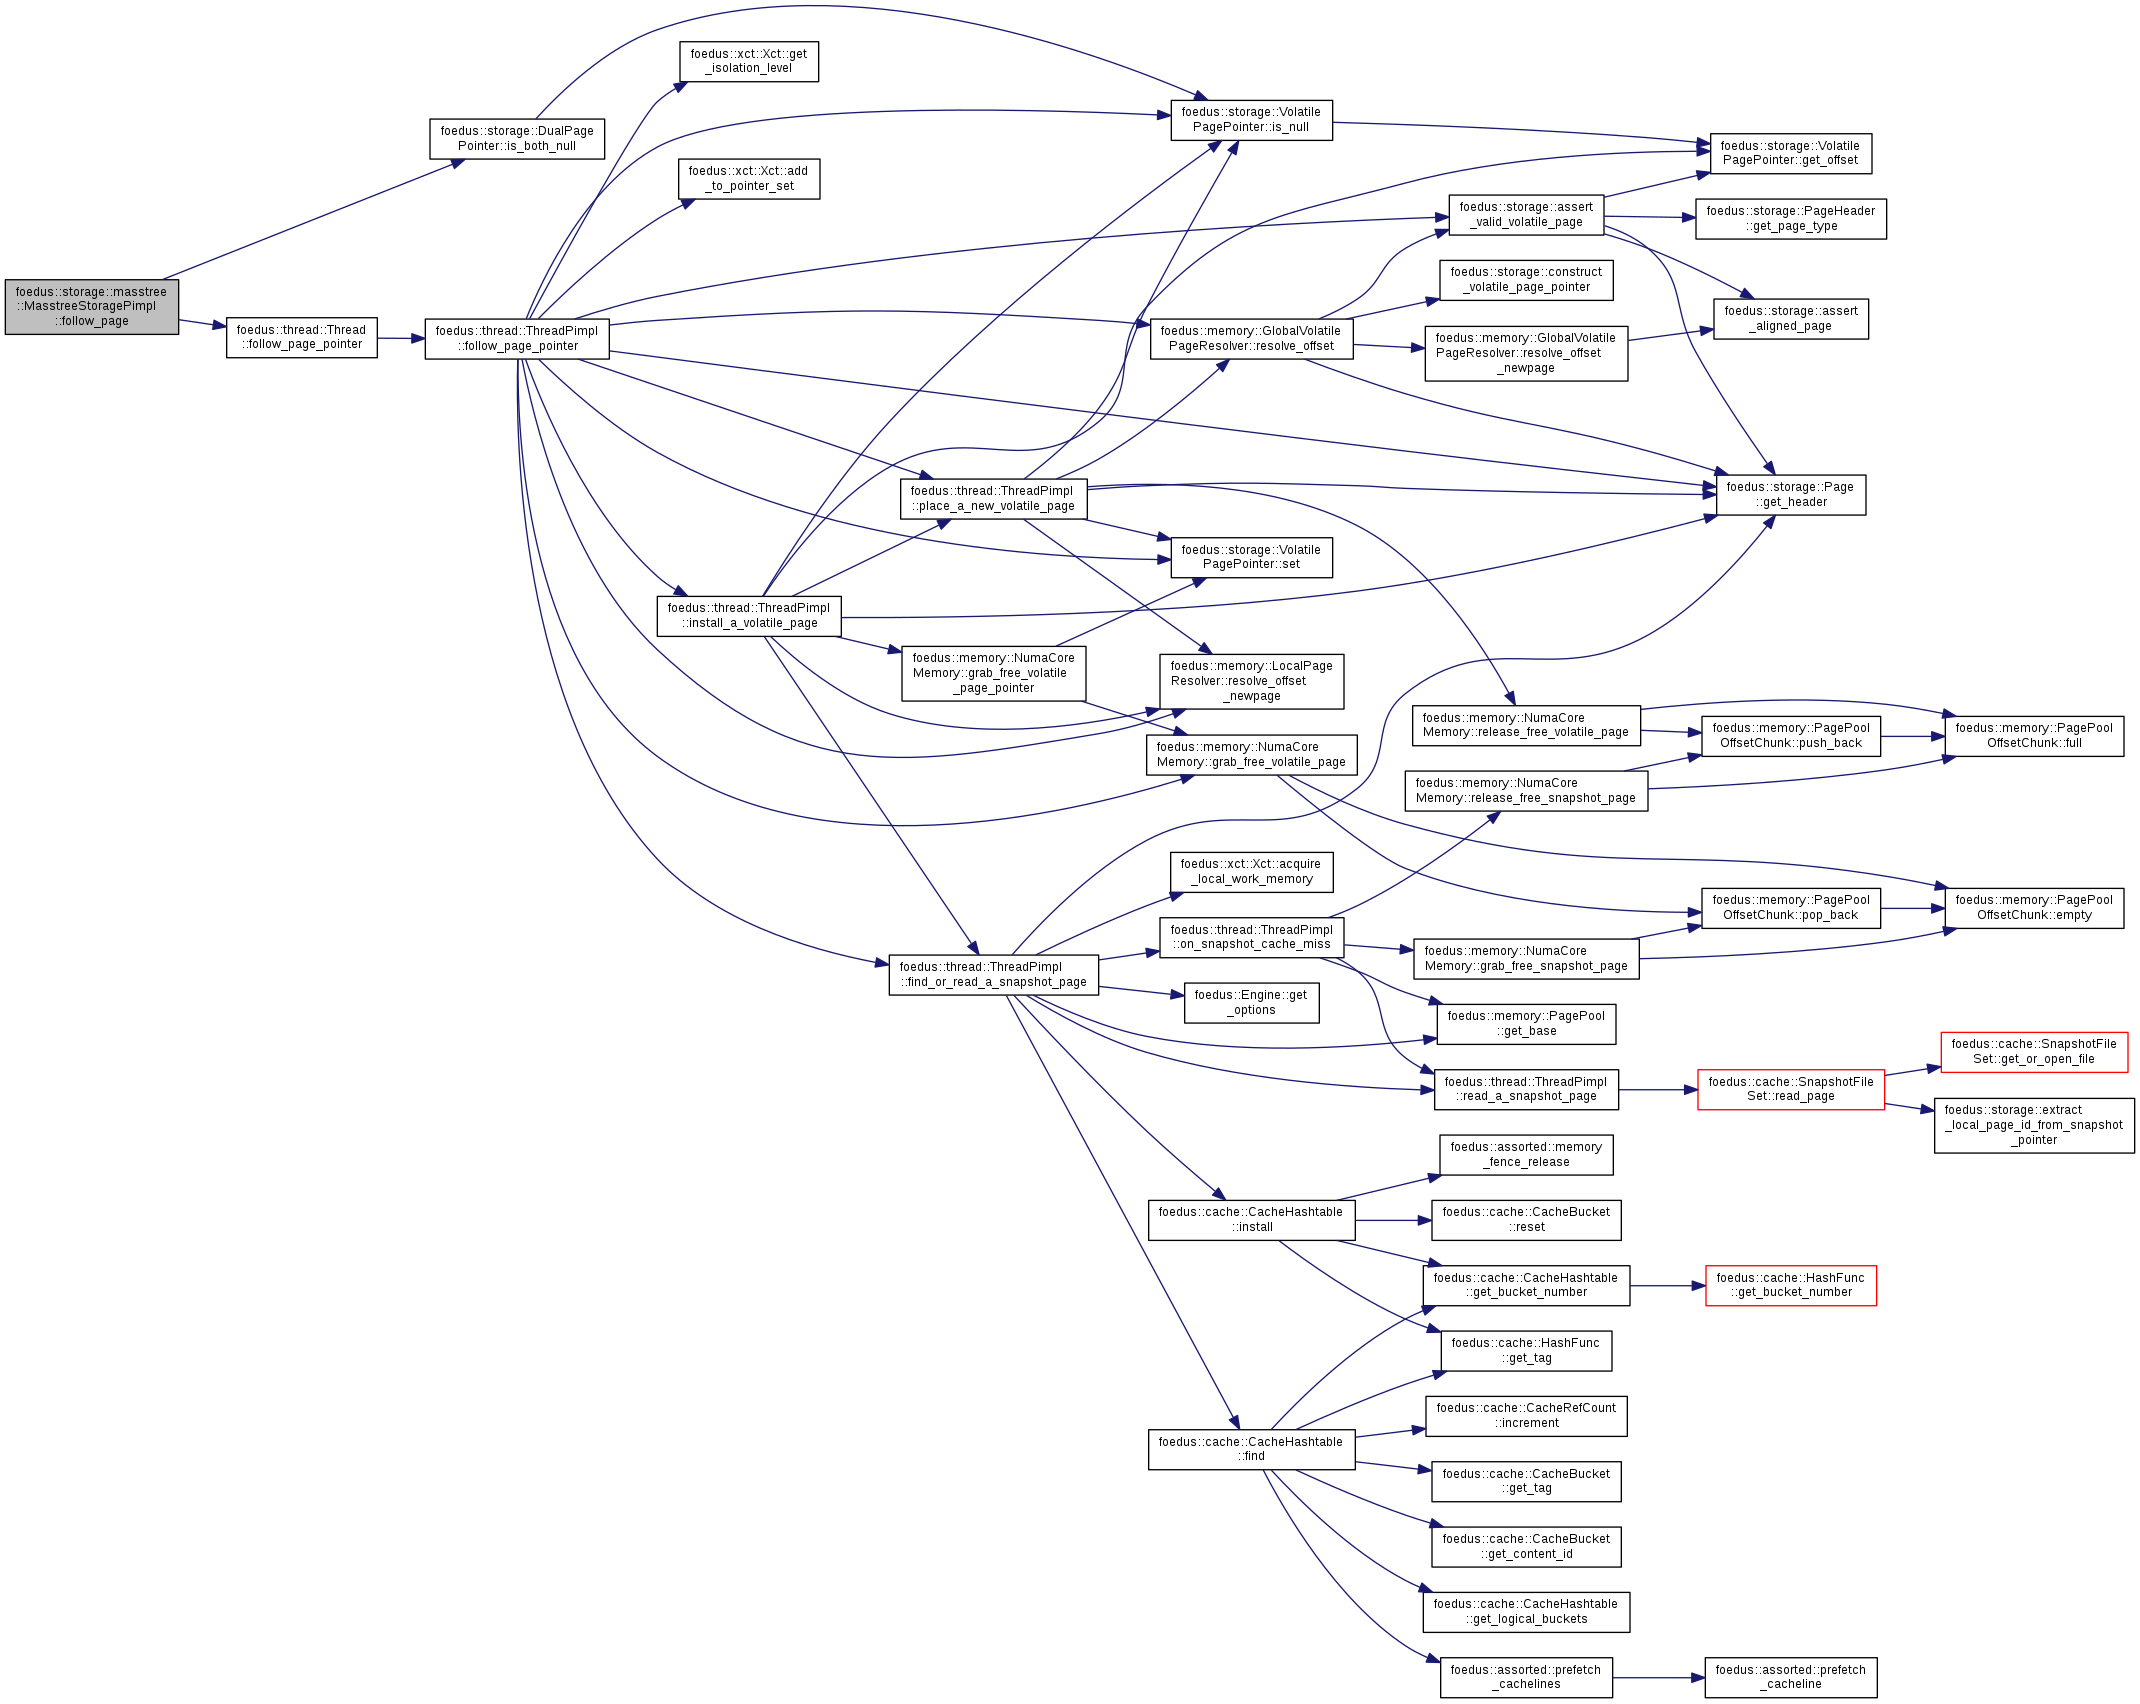 foedus::storage::masstree
::MasstreeStoragePimpl
::follow_page
foedus::storage::DualPage
Pointer::is_both_null
foedus::thread::Thread
::follow_page_pointer
foedus::thread::ThreadPimpl
::follow_page_pointer
foedus::xct::Xct::get
_isolation_level
foedus::xct::Xct::add
_to_pointer_set
foedus::thread::ThreadPimpl
::install_a_volatile_page
foedus::thread::ThreadPimpl
::place_a_new_volatile_page
foedus::memory::NumaCore
Memory::grab_free_volatile
_page_pointer
foedus::thread::ThreadPimpl
::find_or_read_a_snapshot_page
foedus::storage::Volatile
PagePointer::is_null
foedus::memory::GlobalVolatile
PageResolver::resolve_offset
foedus::storage::Volatile
PagePointer::set
foedus::memory::LocalPage
Resolver::resolve_offset
_newpage
foedus::memory::NumaCore
Memory::grab_free_volatile_page
foedus::xct::Xct::acquire
_local_work_memory
foedus::thread::ThreadPimpl
::on_snapshot_cache_miss
foedus::Engine::get
_options
foedus::cache::CacheHashtable
::install
foedus::cache::CacheHashtable
::find
foedus::storage::assert
_valid_volatile_page
foedus::storage::construct
_volatile_page_pointer
foedus::memory::GlobalVolatile
PageResolver::resolve_offset
_newpage
foedus::memory::NumaCore
Memory::release_free_volatile_page
foedus::memory::NumaCore
Memory::release_free_snapshot_page
foedus::memory::NumaCore
Memory::grab_free_snapshot_page
foedus::memory::PagePool
::get_base
foedus::thread::ThreadPimpl
::read_a_snapshot_page
foedus::assorted::memory
_fence_release
foedus::cache::CacheBucket
::reset
foedus::cache::CacheHashtable
::get_bucket_number
foedus::cache::HashFunc
::get_tag
foedus::cache::CacheRefCount
::increment
foedus::cache::CacheBucket
::get_tag
foedus::cache::CacheBucket
::get_content_id
foedus::cache::CacheHashtable
::get_logical_buckets
foedus::assorted::prefetch
_cachelines
foedus::storage::Volatile
PagePointer::get_offset
foedus::storage::PageHeader
::get_page_type
foedus::storage::assert
_aligned_page
foedus::storage::Page
::get_header
foedus::memory::PagePool
OffsetChunk::push_back
foedus::memory::PagePool
OffsetChunk::pop_back
foedus::cache::SnapshotFile
Set::read_page
foedus::cache::HashFunc
::get_bucket_number
foedus::assorted::prefetch
_cacheline
foedus::memory::PagePool
OffsetChunk::full
foedus::memory::PagePool
OffsetChunk::empty
foedus::cache::SnapshotFile
Set::get_or_open_file
foedus::storage::extract
_local_page_id_from_snapshot
_pointer